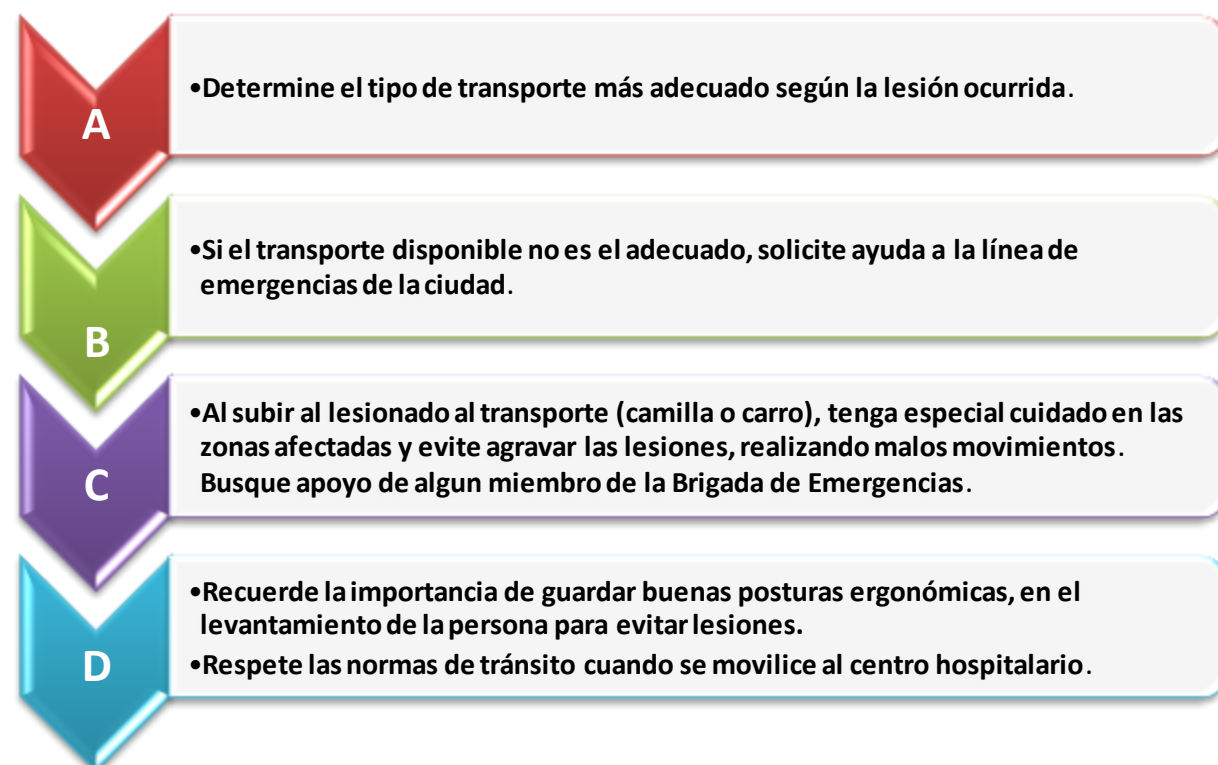 A
•Determine el tipo de transporte más adecuado según la lesión ocurrida.
B
•Si el transporte disponible no es el adecuado, solicite ayuda a la línea de
emergencias de la ciudad.
C
•Al subir al lesionado al transporte (camilla o carro), tenga especial cuidado en las
zonas afectadas y evite agravar las lesiones, realizando malos movimientos.
Busque apoyo de algun miembro de la Brigada de Emergencias.
D
•Recuerde la importancia de guardar buenas posturas ergonómicas, en el
levantamiento de la persona para evitar lesiones.
•Respete las normas de tránsito cuando se movilice al centro hospitalario.